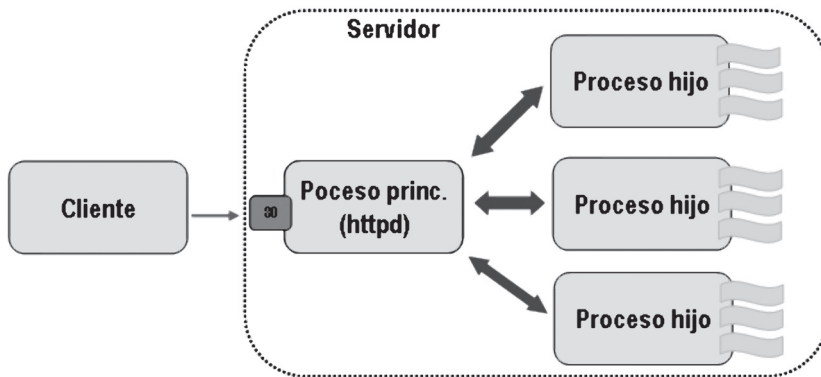 Servidor
Proceso hijo
Cliente
80
Poceso princ.
(httpd)
Proceso hijo
Proceso hijo